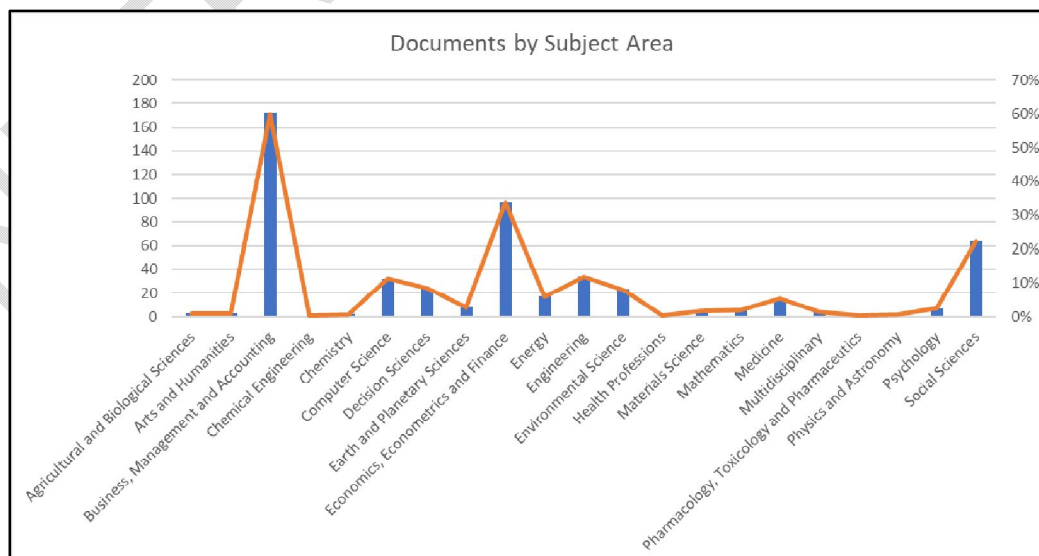 Documents by Subject Area
200
180
160
140
120
100
80
60
40
20
0
70%
60%
50%
40%
30%
20%
10%
0%
Agricultural and Biological Sciences
Arts and Humanities
Business, Management and Accounting
Chemical Engineering
Chemistry
Computer Science
Decision Sciences
Earth and Planetary Sciences
Economics, Econometrics and Finance
Energy
Engineering
Environmental Science
Health Professions
Materials Science
Mathematics
Medicine
Multidisciplinary
Pharmacology, Toxicology and Pharmaceutics
Physics and Astronomy
Psychology
Social Sciences